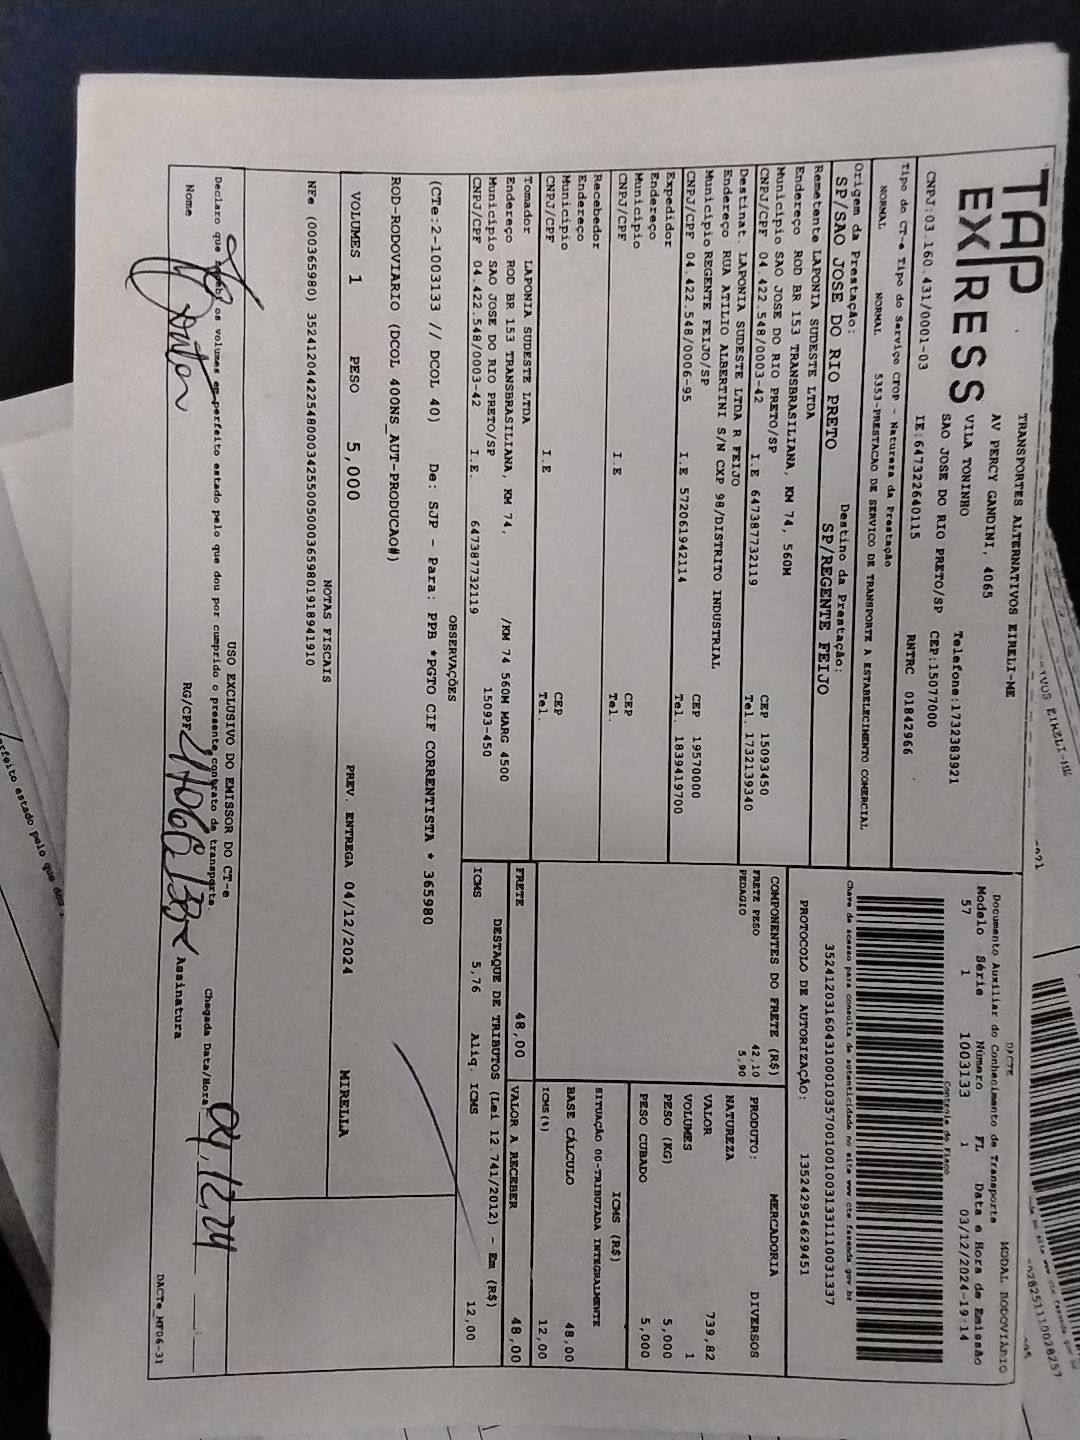 TAP
EXPRESS
TRANSPORTES ALTERNATIVOS EIRELI-ME
AV PERCY GANDINI, 4065
VILA TONINHO
SAO JOSE DO RIO PRETO/SP
Telefone:1732383921
CEP:15077000
CNPJ:03.160.431/0001-03
IE:647322640115
RNTRC 01842966
Tipo do CT-e Tipo do Serviço CFOP - Natureza da Prestação
NORMAL NORMAL 5353-PRESTACAO DE SERVICO DE TRANSPORTE A ESTABELECIMENTO COMERCIAL
Origem da Prestação: Destino da Prestação:
SP/SAO JOSE DO RIO PRETO SP/REGENTE FEIJO
Remetente LAPONIA SUDESTE LTDA
Endereço ROD BR 153 TRANSBRASILIANA, KM 74, 560M
Município SAO JOSE DO RIO PRETO/SP CEP 15093450
CNPJ/CPF 04.422.548/0003-42 I.E 647387732119 Tel. 1732139340
Destinat. LAPONIA SUDESTE LTDA R FEIJO
Endereço RUA ATILIO ALBERTINI S/N CXP 98/DISTRITO INDUSTRIAL
Município REGENTE FEIJO/SP CEP 19570000
CNPJ/CPF 04.422.548/0006-95 I.E 572061942114 Tel. 1839419700
Expedidor
Endereço
Município CEP
CNPJ/CPF I.E Tel.
Recebedor
Endereço
Município CEP
CNPJ/CPF I.E Tel.
Tomador LAPONIA SUDESTE LTDA
Endereço ROD BR 153 TRANSBRASILIANA, KM 74, /KM 74 560M MARG 4500
Município SAO JOSE DO RIO PRETO/SP 15093-450
CNPJ/CPF 04.422.548/0003-42 I.E. 647387732119
DACTE MODAL RODOVIÁRIO
Documento Auxiliar do Conhecimento de Transporte
Modelo Série Número FL Data e Hora de Emissão
57 1 1003133 1 03/12/2024-19:14
Controle do Fisco
Chave de acesso para consulta de autenticidade no site www.cte.fazenda.gov.br
35241203160431000103570010010031331110031337
PROTOCOLO DE AUTORIZAÇÃO: 135242954629451
COMPONENTES DO FRETE (R$)
FRETE PESO 42,10
PEDAGIO 5,90
PRODUTO: MERCADORIA
NATUREZA DIVERSOS
VALOR 739,82
VOLUMES 1
PESO (KG) 5,000
PESO CUBADO 5,000
ICMS (R$)
SITUAÇÃO 00-TRIBUTADA INTEGRALMENTE
BASE CÁLCULO 48,00
ICMS(%) 12,00
FRETE 48,00 VALOR A RECEBER 48,00
DESTAQUE DE TRIBUTOS (Lei 12.741/2012) - Em (R$)
ICMS 5,76 Aliq. ICMS 12,00
OBSERVAÇÕES
(CTe:2-1003133 // DCOL 40) De: SJP - Para: PPB *PGTO CIF CORRENTISTA * 365980
ROD-RODOVIARIO (DCOL 400NS_AUT-PRODUCAO#)
VOLUMES 1 PESO 5,000 PREV. ENTREGA 04/12/2024 MIRELLA
NOTAS FISCAIS
NFe (000365980) 35241204422548000342550050003659801918941910
USO EXCLUSIVO DO EMISSOR DO CT-e
Declaro que recebi os volumes em perfeito estado pelo que dou por cumprido o presente contrato de transporte.
Nome RG/CPF Assinatura
Chegada Data/Hora 04.12.24
DACTe_MF06-31